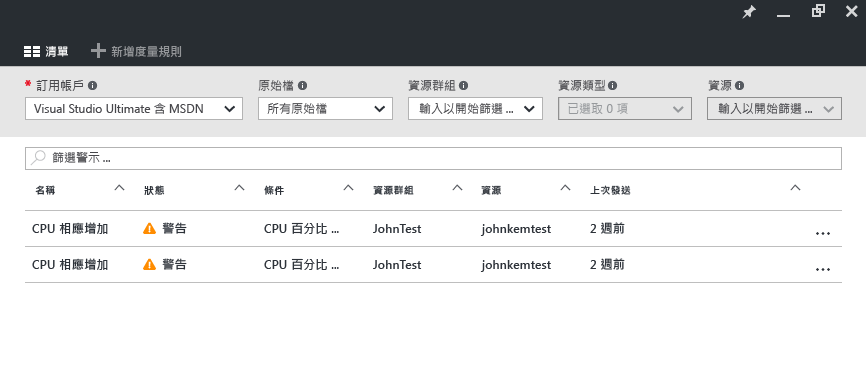 清單 新增度量規則
* 訂用帳戶 原始檔 資源群組 資源類型 資源
Visual Studio Ultimate 含 MSDN 所有原始檔 輸入以開始篩選 ... 已選取 0 項 輸入以開始篩選 ...
篩選警示 ...
名稱 狀態 條件 資源群組 資源 上次發送
CPU 相應增加 警告 CPU 百分比 ... JohnTest johnkemtest 2 週前 ...
CPU 相應增加 警告 CPU 百分比 ... JohnTest johnkemtest 2 週前 ...